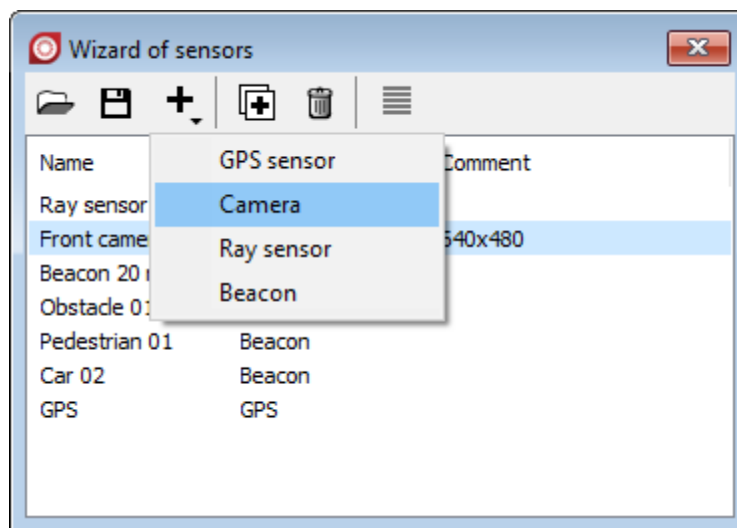 Wizard of sensors
Name Comment
GPS sensor
Camera
Ray sensor
Beacon
Ray sensor
Front came 640x480
Beacon 20
Obstacle 01
Pedestrian 01 Beacon
Car 02 Beacon
GPS GPS